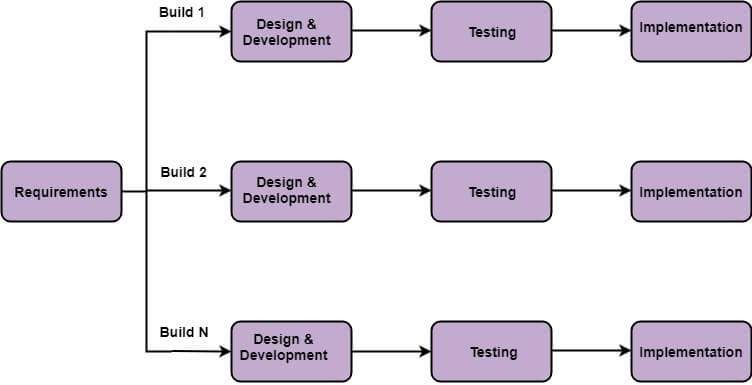 Build 1
Design &
Development
Testing
Implementation
Requirements
Build 2
Design &
Development
Testing
Implementation
Build N
Design &
Development
Testing
Implementation